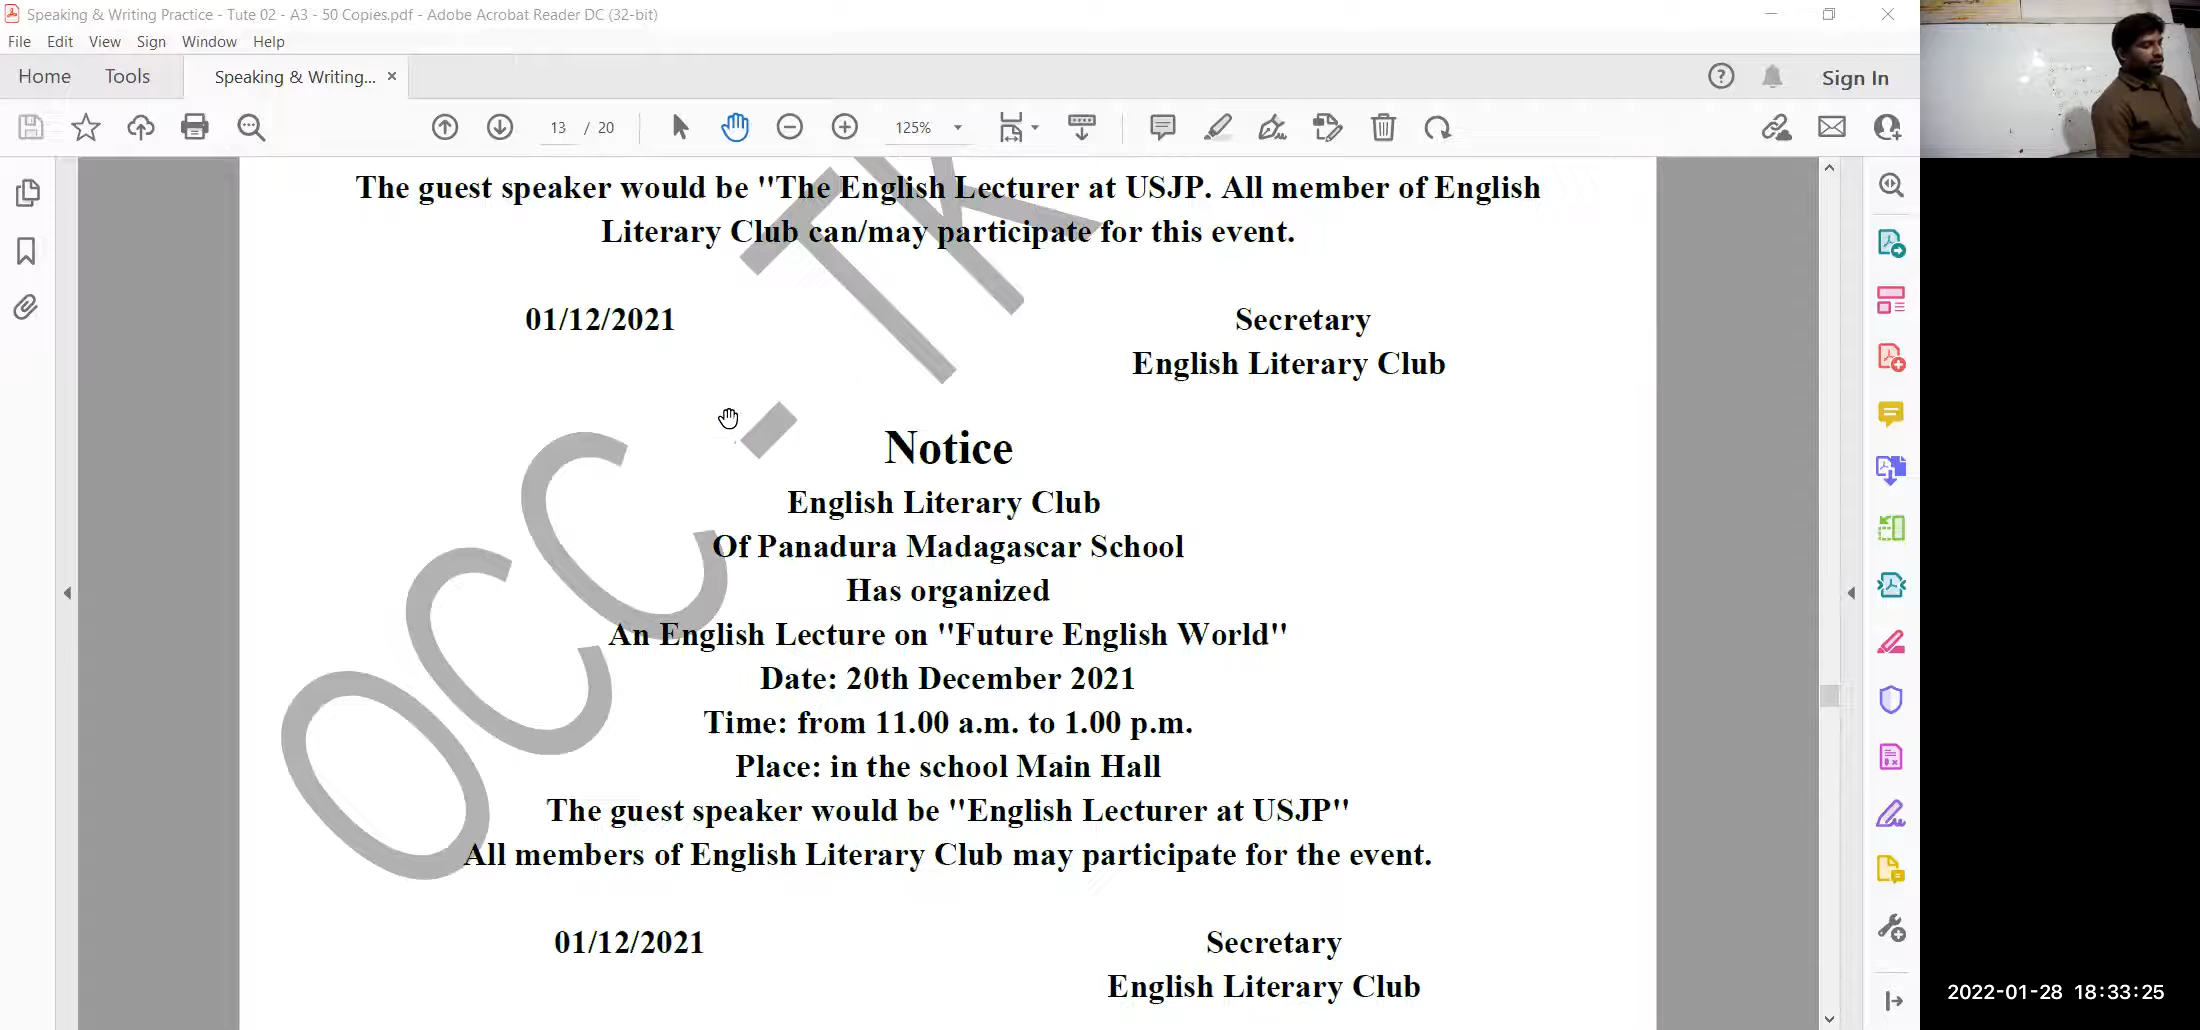 Speaking & Writing Practice - Tute 02 - A3 - 50 Copies.pdf - Adobe Acrobat Reader DC (32-bit)
File Edit View Sign Window Help
Home Tools Speaking & Writing... × Sign In
13 / 20 125%
The guest speaker would be "The English Lecturer at USJP. All member of English
Literary Club can/may participate for this event.
01/12/2021 Secretary
English Literary Club
Notice
English Literary Club
Of Panadura Madagascar School
Has organized
An English Lecture on "Future English World"
Date: 20th December 2021
Time: from 11.00 a.m. to 1.00 p.m.
Place: in the school Main Hall
The guest speaker would be "English Lecturer at USJP"
All members of English Literary Club may participate for the event.
01/12/2021 Secretary
English Literary Club
OCC - TK
2022-01-28 18:33:25